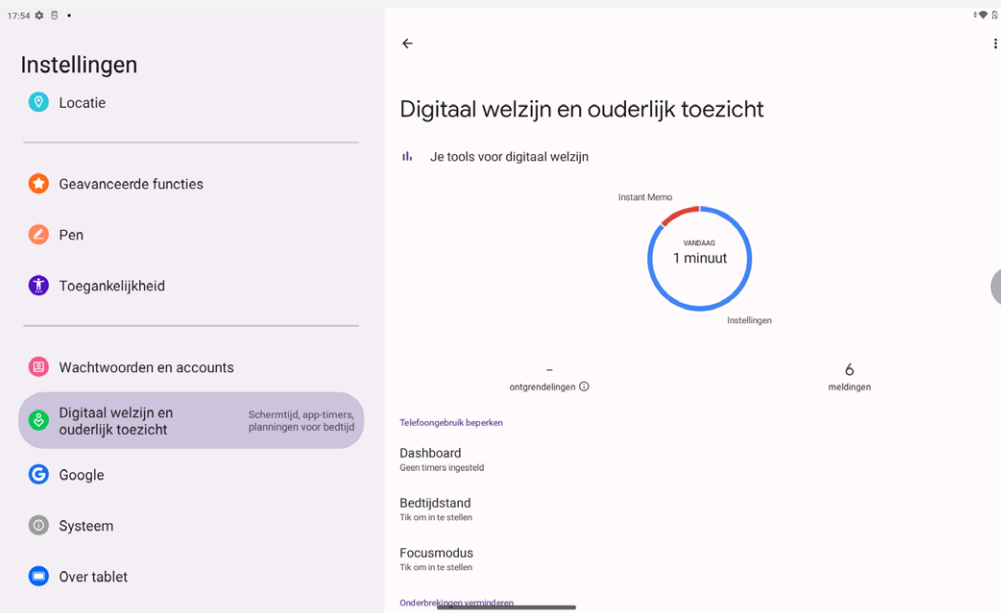 17:54
Instellingen
Locatie
Geavanceerde functies
Pen
Toegankelijkheid
Wachtwoorden en accounts
Digitaal welzijn en
ouderlijk toezicht
Schermtijd, app-timers,
planningen voor bedtijd
Google
Systeem
Over tablet
Digitaal welzijn en ouderlijk toezicht
Je tools voor digitaal welzijn
Instant Memo
VANDAAG
1 minuut
Instellingen
-
ontgrendelingen
6
meldingen
Telefoongebruik beperken
Dashboard
Geen timers ingesteld
Bedtijdstand
Tik om in te stellen
Focusmodus
Tik om in te stellen
Onderbrekingen verminderen